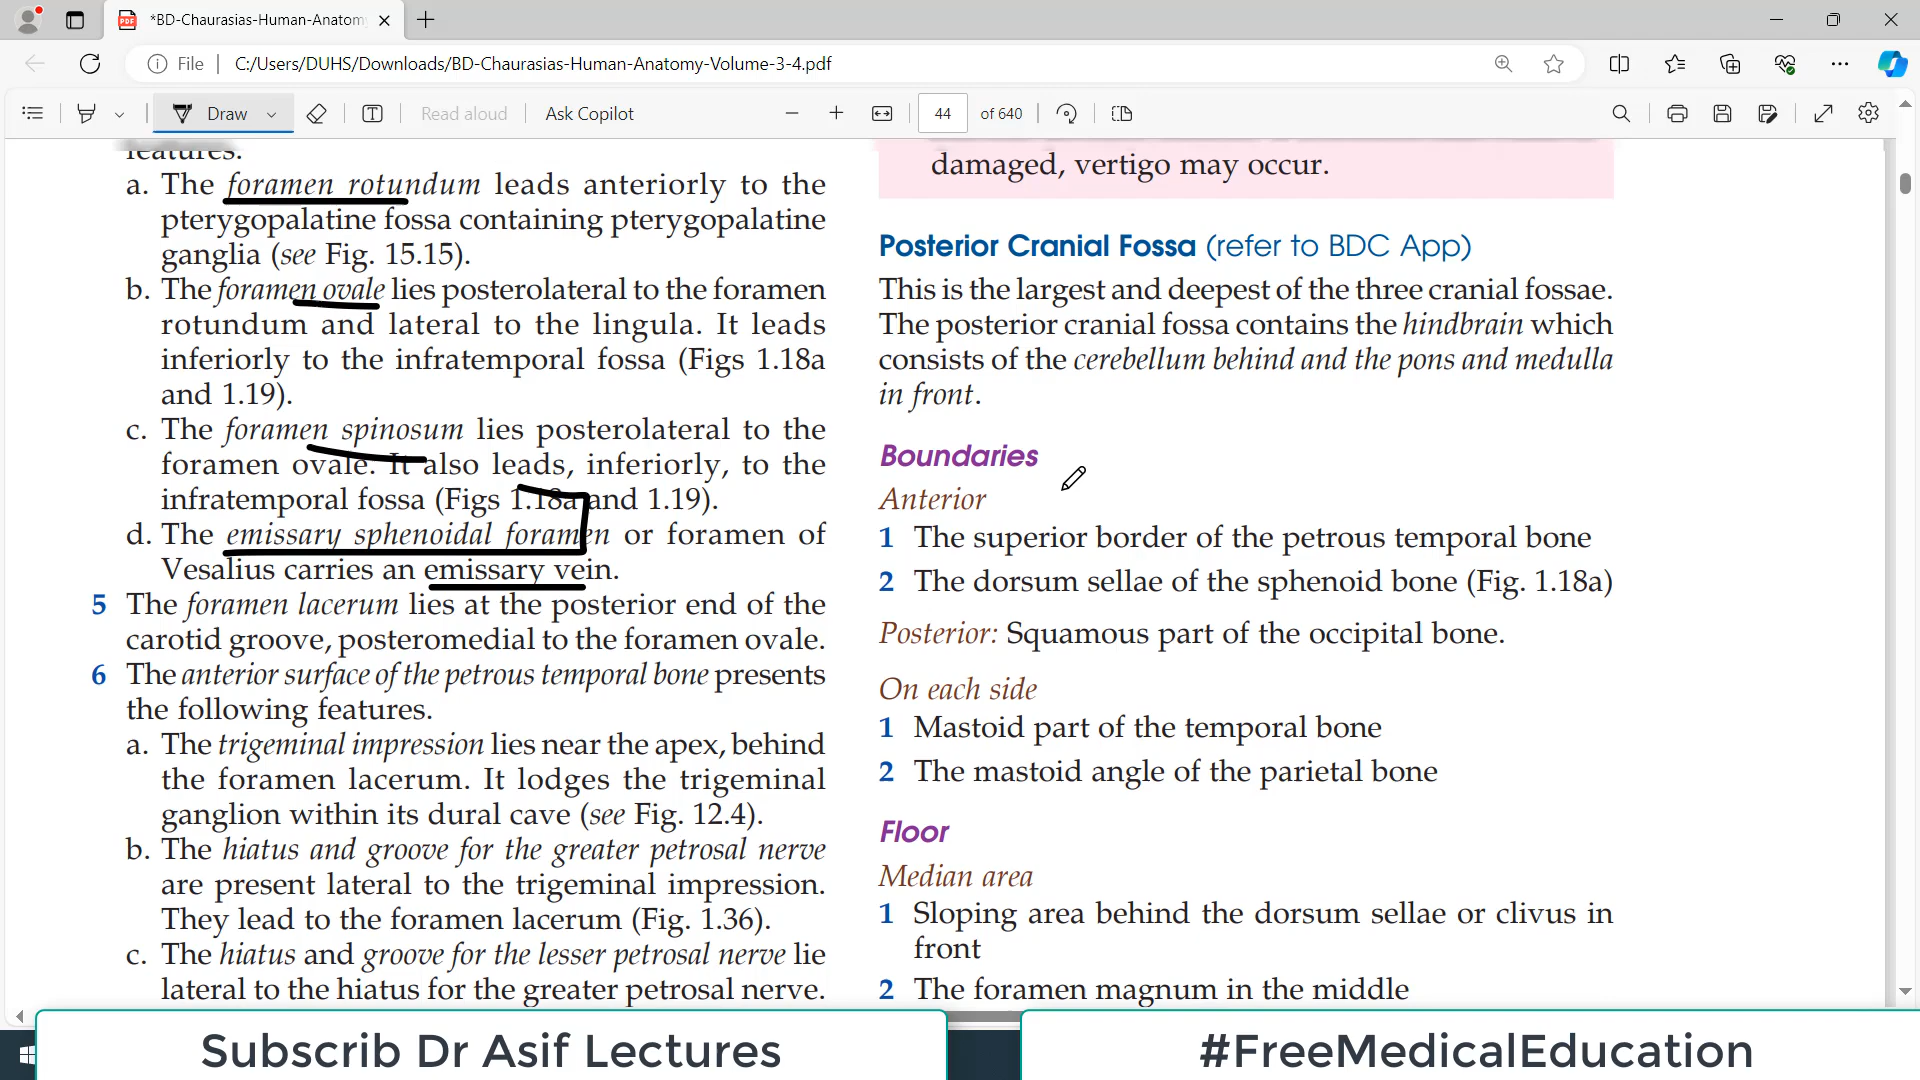 *BD-Chaurasias-Human-Anatom
File
C:/Users/DUHS/Downloads/BD-Chaurasias-Human-Anatomy-Volume-3-4.pdf
Draw
Read aloud
Ask Copilot
44
of 640
features.
a. The foramen rotundum leads anteriorly to the
pterygopalatine fossa containing pterygopalatine
ganglia (see Fig. 15.15).
b. The foramen ovale lies posterolateral to the foramen
rotundum and lateral to the lingula. It leads
inferiorly to the infratemporal fossa (Figs 1.18a
and 1.19).
c. The foramen spinosum lies posterolateral to the
foramen ovale. It also leads, inferiorly, to the
infratemporal fossa (Figs 1.18a and 1.19).
d. The emissary sphenoidal foramen or foramen of
Vesalius carries an emissary vein.
5 The foramen lacerum lies at the posterior end of the
carotid groove, posteromedial to the foramen ovale.
6 The anterior surface of the petrous temporal bone presents
the following features.
a. The trigeminal impression lies near the apex, behind
the foramen lacerum. It lodges the trigeminal
ganglion within its dural cave (see Fig. 12.4).
b. The hiatus and groove for the greater petrosal nerve
are present lateral to the trigeminal impression.
They lead to the foramen lacerum (Fig. 1.36).
c. The hiatus and groove for the lesser petrosal nerve lie
lateral to the hiatus for the greater petrosal nerve.
damaged, vertigo may occur.
Posterior Cranial Fossa (refer to BDC App)
This is the largest and deepest of the three cranial fossae.
The posterior cranial fossa contains the hindbrain which
consists of the cerebellum behind and the pons and medulla
in front.
Boundaries
Anterior
1 The superior border of the petrous temporal bone
2 The dorsum sellae of the sphenoid bone (Fig. 1.18a)
Posterior: Squamous part of the occipital bone.
On each side
1 Mastoid part of the temporal bone
2 The mastoid angle of the parietal bone
Floor
Median area
1 Sloping area behind the dorsum sellae or clivus in
front
2 The foramen magnum in the middle
Subscrib Dr Asif Lectures
#FreeMedicalEducation